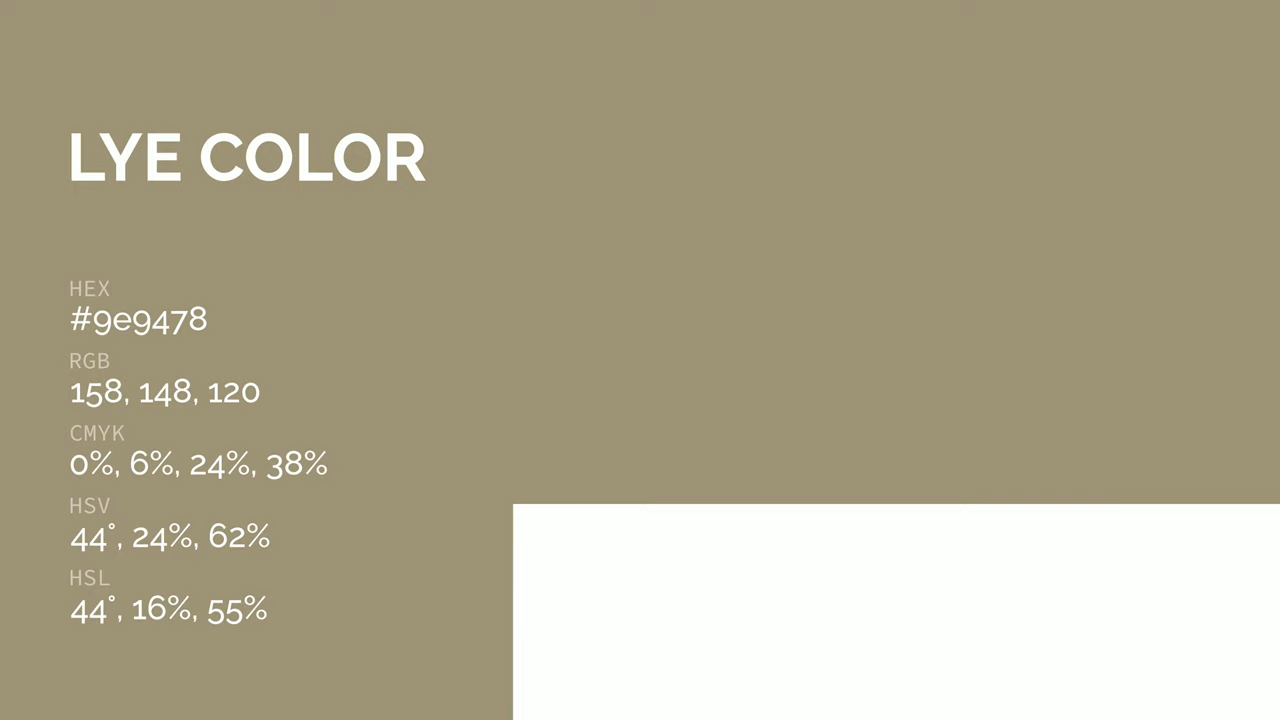 LYE COLOR
HEX
#9e9478
RGB
158, 148, 120
CMYK
0%, 6%, 24%, 38%
HSV
44°, 24%, 62%
HSL
44°, 16%, 55%